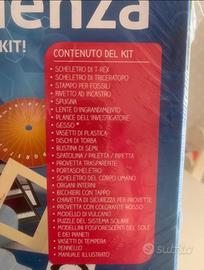 enza
KIT!
CONTENUTO DEL KIT
- SCHELETRO DI T-REX
- SCHELETRO DI TRICERATOPO
- STAMPO PER FOSSILI
- RIVETTO AD INCASTRO
- SPUGNA
- LENTE D'INGRANDIMENTO
- PLANCE DELL'INVESTIGATORE
- GESSO
- VASETTI DI PLASTICA
- DISCHI DI TORBA
- BUSTINA DI SEMI
- SPATOLINA / PALETTA / PIPETTA
- PROVETTA TRASPARENTE
- PORTASCHELETRO
- SCHELETRO DEL CORPO UMANO
- ORGANI INTERNI
- BICCHIERI CON TAPPO
- CHIAVETTA DI SICUREZZA PER PROVETTE
- PROVETTA CON COLORANTE ROSSO
- MODELLO DI VULCANO
- PUZZLE DEL SISTEMA SOLARE
- MODELLINI FOSFORESCENTI DEL SOLE
E DEI PIANETI
- VASETTI DI TEMPERA
- PENNELLO
- MANUALE ILLUSTRATO
Subito